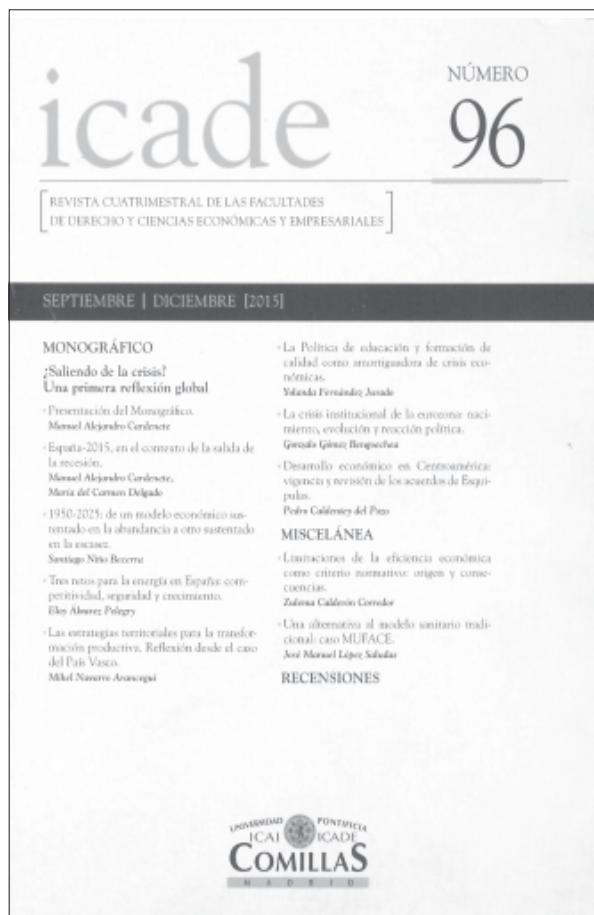 icade
NÚMERO
96
REVISTA CUATRIMESTRAL DE LAS FACULTADES
DE DERECHO Y CIENCIAS ECONÓMICAS Y EMPRESARIALES
SEPTIEMBRE | DICIEMBRE [2015]
MONOGRÁFICO
¿Saliendo de la crisis?
Una primera reflexión global
· Presentación del Monográfico.
Manuel Alejandro Cardenete
· España-2015, en el contexto de la salida de
la recesión.
Manuel Alejandro Cardenete,
María del Carmen Delgado
· 1950-2025: de un modelo económico sus-
tentado en la abundancia a otro sustentado
en la escasez.
Santiago Niño Becerra
· Tres retos para la energía en España: com-
petitividad, seguridad y crecimiento.
Eloy Álvarez Pelegry
· Las estrategias territoriales para la transfor-
mación productiva. Reflexión desde el caso
del País Vasco.
Mikel Navarro Arancegui
· La Política de educación y formación de
calidad como amortiguadora de crisis eco-
nómicas.
Yolanda Fernández Jurado
· La crisis institucional de la eurozona: naci-
miento, evolución y reacción política.
Gonzalo Gómez Bengoechea
· Desarrollo económico en Centroamérica:
vigencia y revisión de los acuerdos de Esqui-
pulas.
Pedro Caldentey del Pozo
MISCELÁNEA
· Limitaciones de la eficiencia económica
como criterio normativo: origen y conse-
cuencias.
Zulema Calderón Corredor
· Una alternativa al modelo sanitario tradi-
cional: caso MUFACE.
José Manuel López
RECENSIONES
UNIVERSIDAD PONTIFICIA
ICAI ICADE
COMILLAS
MADRID